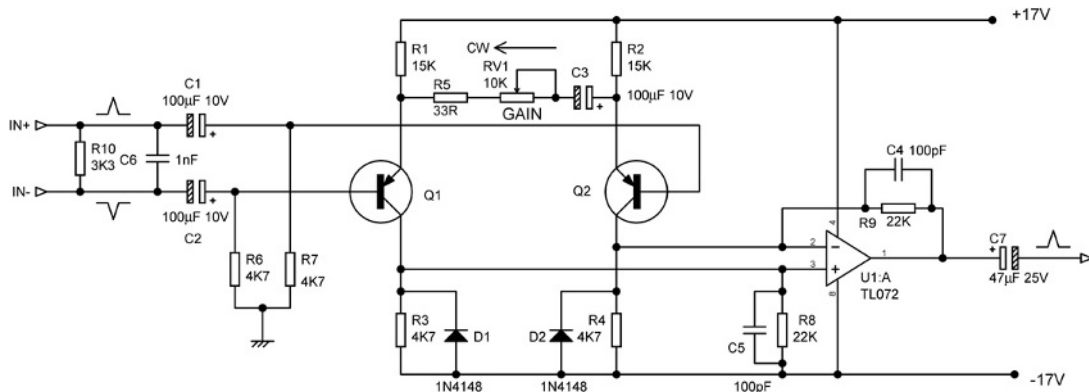 +17V
R1
15K
CW
RV1
10K
R5
33R
GAIN
C3
100µF 10V
R2
15K
C1
100µF 10V
IN+
R10
3K3
C6
1nF
IN-
100µF 10V
C2
Q1
Q2
C4 100pF
R9
22K
R6
4K7
R7
4K7
4
2
3
1
8
U1:A
TL072
C7
47µF 25V
R3
4K7
D1
1N4148
D2
1N4148
R4
4K7
C5
100pF
R8
22K
-17V